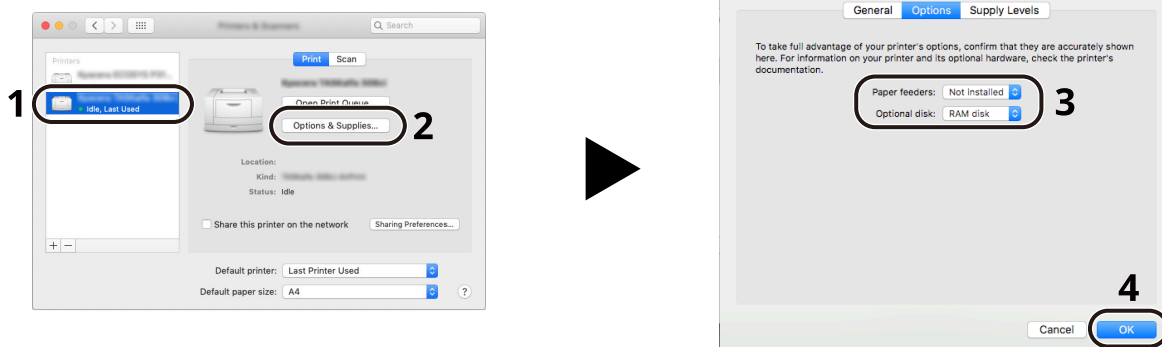 Search
Printers
Print Scan
1
Idle, Last Used
Open Print Queue
Options & Supplies...
2
Location:
Kind:
Status: Idle
Share this printer on the network
Sharing Preferences...
+ −
Default printer: Last Printer Used
Default paper size: A4
?
General Options Supply Levels
To take full advantage of your printer's options, confirm that they are accurately shown
here. For information on your printer and its optional hardware, check the printer's
documentation.
Paper feeders: Not installed
Optional disk: RAM disk
3
4
Cancel OK